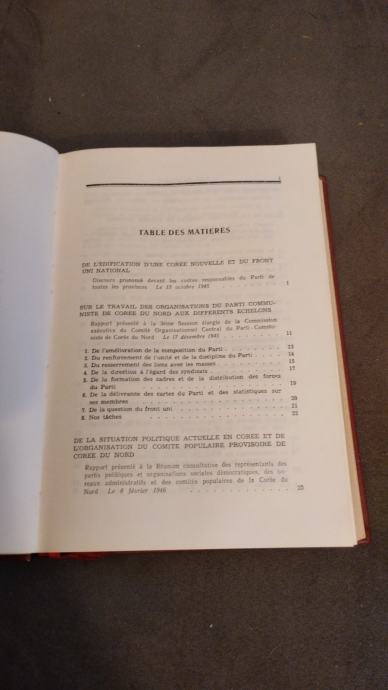 TABLE DES MATIERES
DE L'EDIFICATION D'UNE COREE NOUVELLE ET DU FRONT
UNI NATIONAL
Discours prononcé devant les cadres responsables du Parti de
toutes les provinces Le 13 octobre 1945 . . . . . . . 1
SUR LE TRAVAIL DES ORGANISATIONS DU PARTI COMMU-
NISTE DE COREE DU NORD AUX DIFFERENTS ECHELONS
Rapport présenté à la 3ème Session élargie de la Commission
exécutive du Comité Organisationnel Central du Parti Commu-
niste de Corée du Nord Le 17 décembre 1945 . . . . . . 11
1. De l'amélioration de la composition du Parti . . . . . . 13
2. Du renforcement de l'unité et de la discipline du Parti . . . . 14
3. Du resserrement des liens avec les masses . . . . . . 15
4. De la direction à l'égard des syndicats . . . . . . . 17
5. De la formation des cadres et de la distribution des forces
du Parti . . . . . . . . . . . 19
6. De la délivrance des cartes du Parti et des statistiques sur
ses membres . . . . . . . . . . . 20
7. De la question du front uni . . . . . . . . . 21
8. Nos tâches . . . . . . . . . . . 22
DE LA SITUATION POLITIQUE ACTUELLE EN COREE ET DE
L'ORGANISATION DU COMITE POPULAIRE PROVISOIRE DE
COREE DU NORD
Rapport présenté à la Réunion consultative des représentants des
partis politiques et organisations sociales démocratiques, des bu-
reaux administratifs et des comités populaires de la Corée du
Nord Le 8 février 1946 . . . . . . . . . 25